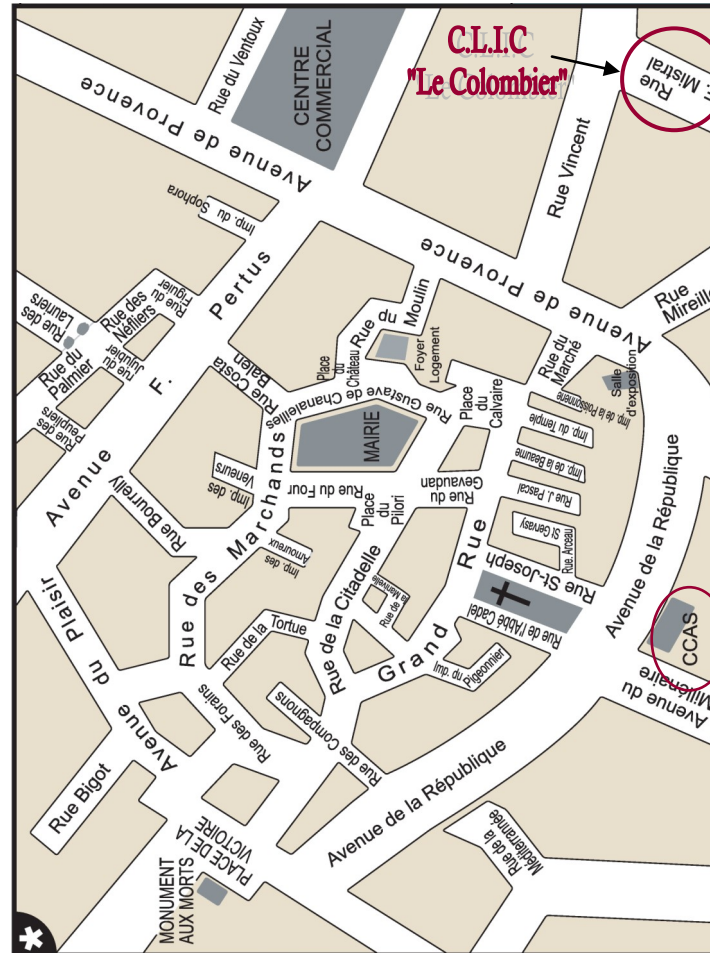 C.L.I.C
"Le Colombier"
Rue
F. Mistral
Rue du Ventoux
CENTRE
COMMERCIAL
Avenue de Provence
Rue Vincent
Imp. du
Sophora
Avenue F. Pertus
Avenue de Provence
Rue
Mireille
Rue des
Lauriers
Rue des
Néfliers
Rue du
Figuier
Rue du
Palmier
rue du
Jujubier
Rue des
Peupliers
Rue du
Moulin
Place
du
Château
Foyer
Logement
Rue Costa
Balen
Rue Gustave de Chanaleilles
Place
du
Calvaire
Rue du
Marché
Salle
d'exposition
Imp. de la Poissonnerie
Imp. du Temple
Imp. de la Beaume
Rue J. Pascal
St Gervasy
Rue. Arceau
MAIRIE
Imp. des
Veneurs
Rue du Four
Place
du
Pilori
Rue du
Gévaudan
Rue Bourrelly
Rue des Marchands
Imp. des
Amoureux
Grand Rue
Rue St-Joseph
Avenue de la République
Rue de la Citadelle
Rue de
la Manivelle
Rue de l'Abbé Cadel
CCAS
Avenue du
Millénaire
Rue de la
Tortue
Imp. du
Pigeonnier
Avenue du Plaisir
Rue des Forains
Rue des Compagnons
Rue Bigot
Avenue de la République
PLACE DE LA
VICTOIRE
Rue de la
Méditerranée
MONUMENT
AUX MORTS